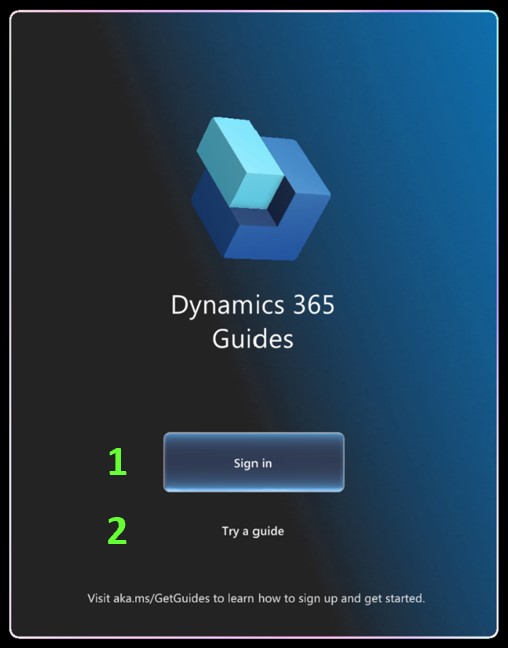 Dynamics 365
Guides
1
Sign in
2
Try a guide
Visit aka.ms/GetGuides to learn how to sign up and get started.